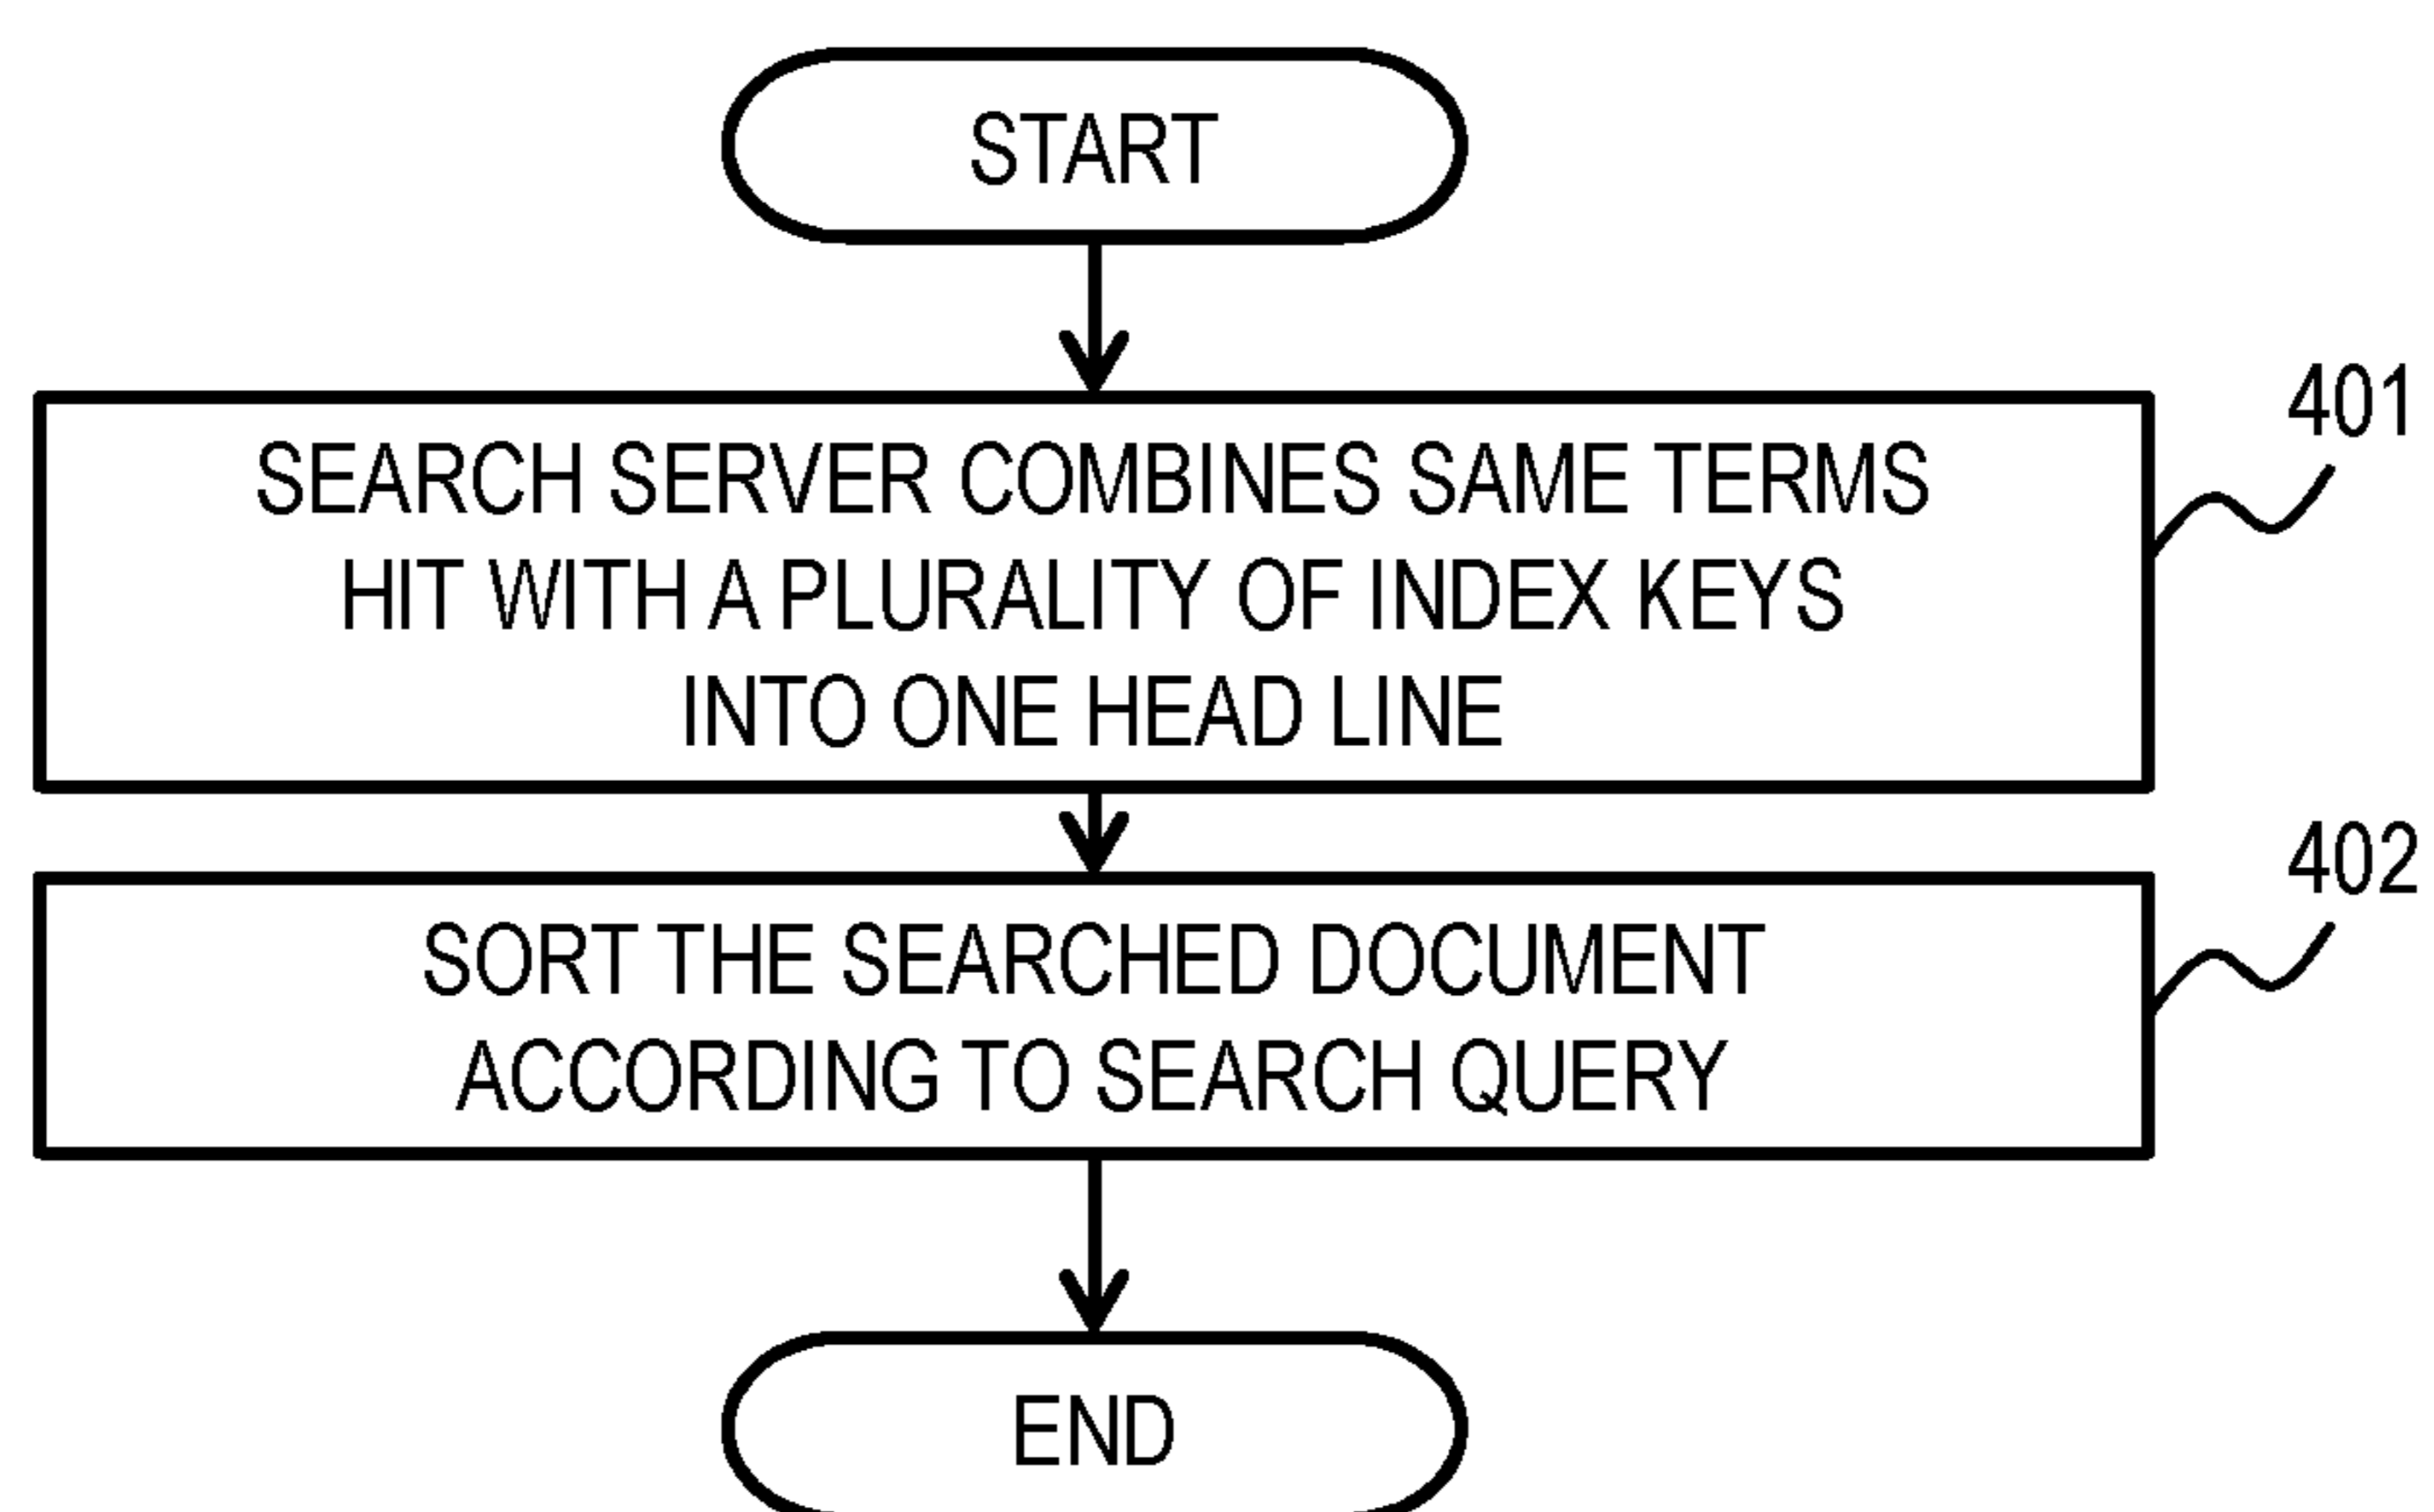 START
401
SEARCH SERVER COMBINES SAME TERMS
HIT WITH A PLURALITY OF INDEX KEYS
INTO ONE HEAD LINE
402
SORT THE SEARCHED DOCUMENT
ACCORDING TO SEARCH QUERY
END